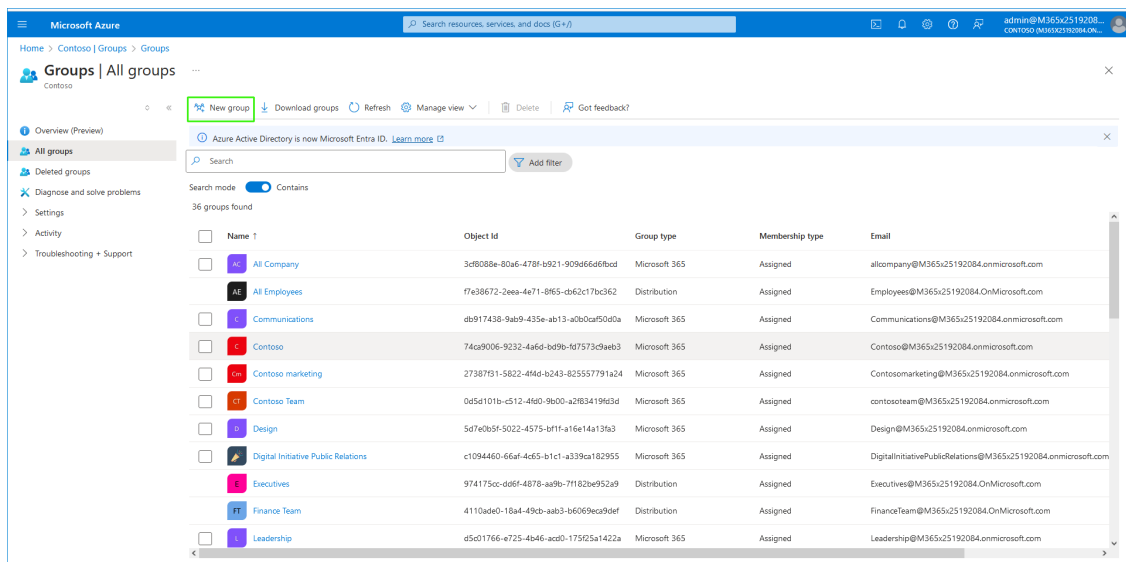 Microsoft Azure
Search resources, services, and docs (G+/)
admin@M365x2519208...
CONTOSO (M365X25192084.ON...
Home > Contoso | Groups > Groups
Groups | All groups ...
Contoso
New group Download groups Refresh Manage view Delete Got feedback?
Overview (Preview)
All groups
Deleted groups
Diagnose and solve problems
Settings
Activity
Troubleshooting + Support
Azure Active Directory is now Microsoft Entra ID. Learn more
Search
Add filter
Search mode Contains
36 groups found
Name ↑ Object Id Group type Membership type Email
AC All Company 3cf8088e-80a6-478f-b921-909d66d6fbcd Microsoft 365 Assigned allcompany@M365x25192084.onmicrosoft.com
AE All Employees f7e38672-2eea-4e71-8f65-cb62c17bc362 Distribution Assigned Employees@M365x25192084.OnMicrosoft.com
C Communications db917438-9ab9-435e-ab13-a0b0caf50d0a Microsoft 365 Assigned Communications@M365x25192084.onmicrosoft.com
C Contoso 74ca9006-9232-4a6d-bd9b-fd7573c9aeb3 Microsoft 365 Assigned Contoso@M365x25192084.onmicrosoft.com
Cm Contoso marketing 27387f31-5822-4f4d-b243-825557791a24 Microsoft 365 Assigned Contosomarketing@M365x25192084.onmicrosoft.com
CT Contoso Team 0d5d101b-c512-4fd0-9b00-a2f83419fd3d Microsoft 365 Assigned contosoteam@M365x25192084.onmicrosoft.com
D Design 5d7e0b5f-5022-4575-bf1f-a16e14a13fa3 Microsoft 365 Assigned Design@M365x25192084.onmicrosoft.com
Digital Initiative Public Relations c1094460-66af-4c65-b1c1-a339ca182955 Microsoft 365 Assigned DigitalInitiativePublicRelations@M365x25192084.onmicrosoft.com
E Executives 974175cc-dd6f-4878-aa9b-7f182be952a9 Distribution Assigned Executives@M365x25192084.OnMicrosoft.com
FT Finance Team 4110ade0-18a4-49cb-aab3-b6069eca9def Distribution Assigned FinanceTeam@M365x25192084.OnMicrosoft.com
L Leadership d5c01766-e725-4b46-acd0-175f25a1422a Microsoft 365 Assigned Leadership@M365x25192084.onmicrosoft.com